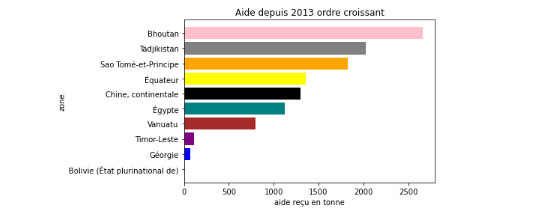 Aide depuis 2013 ordre croissant
Bhoutan
Tadjikistan
Sao Tomé-et-Principe
Équateur
Chine, continentale
Égypte
Vanuatu
Timor-Leste
Géorgie
Bolivie (État plurinational de)
zone
0 500 1000 1500 2000 2500
aide reçu en tonne